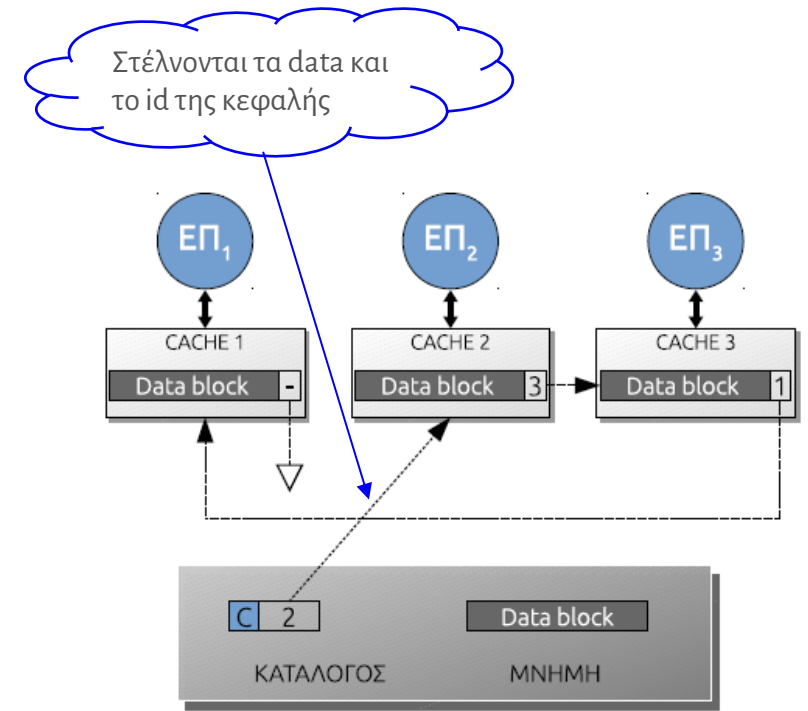 Στέλνονται τα data και
το id της κεφαλής
ΕΠ1
ΕΠ2
ΕΠ3
CACHE 1
CACHE 2
CACHE 3
Data block -
Data block 3
Data block 1
C 2
Data block
ΚΑΤΑΛΟΓΟΣ
ΜΝΗΜΗ